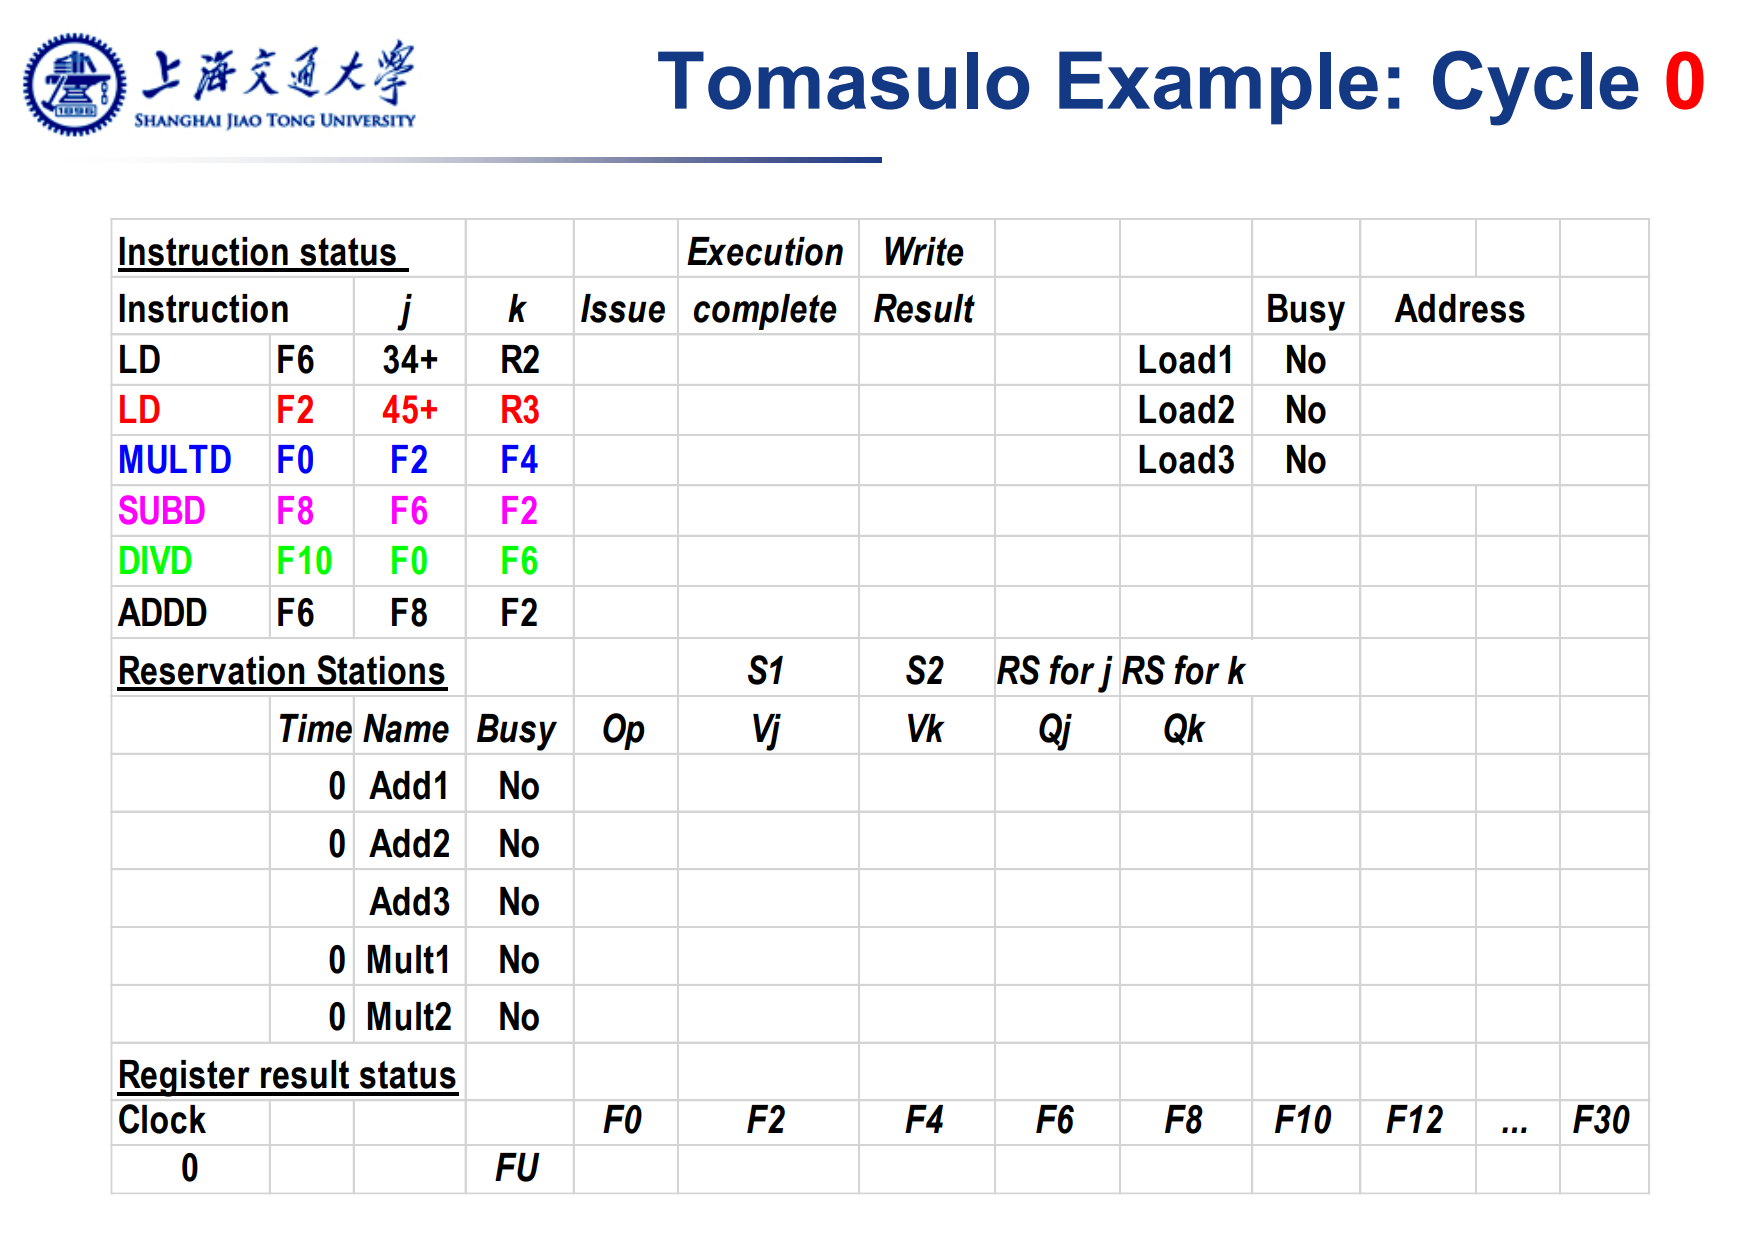 上海交通大学
SHANGHAI JIAO TONG UNIVERSITY
1896
Tomasulo Example: Cycle 0
Instruction status Execution Write
Instruction j k Issue complete Result Busy Address
LD F6 34+ R2 Load1 No
LD F2 45+ R3 Load2 No
MULTD F0 F2 F4 Load3 No
SUBD F8 F6 F2
DIVD F10 F0 F6
ADDD F6 F8 F2
Reservation Stations S1 S2 RS for j RS for k
Time Name Busy Op Vj Vk Qj Qk
0 Add1 No
0 Add2 No
Add3 No
0 Mult1 No
0 Mult2 No
Register result status
Clock F0 F2 F4 F6 F8 F10 F12 ... F30
0 FU